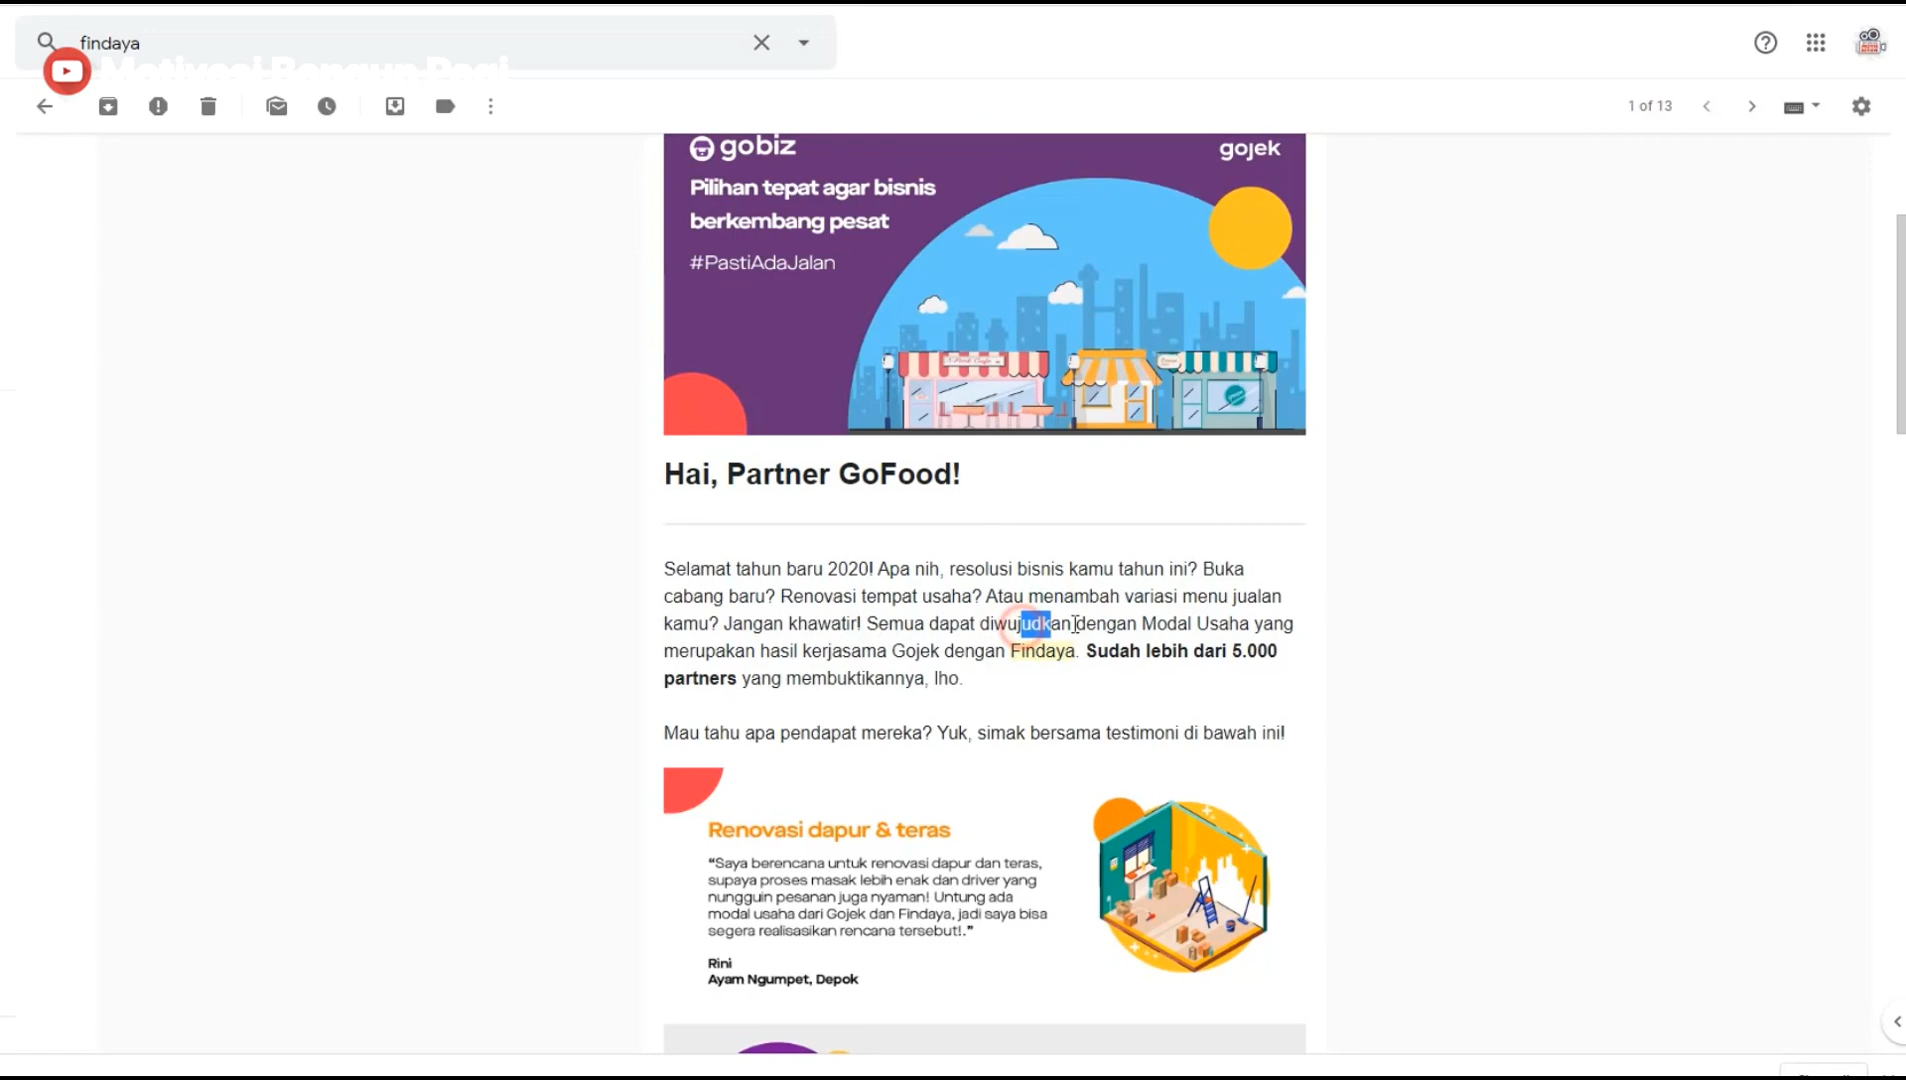 findaya
Motivasi Bangun Pagi
1 of 13
gobiz
gojek
Pilihan tepat agar bisnis
berkembang pesat
#PastiAdaJalan
Hai, Partner GoFood!
Selamat tahun baru 2020! Apa nih, resolusi bisnis kamu tahun ini? Buka
cabang baru? Renovasi tempat usaha? Atau menambah variasi menu jualan
kamu? Jangan khawatir! Semua dapat diwujudkan dengan Modal Usaha yang
merupakan hasil kerjasama Gojek dengan Findaya. Sudah lebih dari 5.000
partners yang membuktikannya, lho.
Mau tahu apa pendapat mereka? Yuk, simak bersama testimoni di bawah ini!
Renovasi dapur & teras
“Saya berencana untuk renovasi dapur dan teras,
supaya proses masak lebih enak dan driver yang
nungguin pesanan juga nyaman! Untung ada
modal usaha dari Gojek dan Findaya, jadi saya bisa
segera realisasikan rencana tersebut!.”
Rini
Ayam Ngumpet, Depok